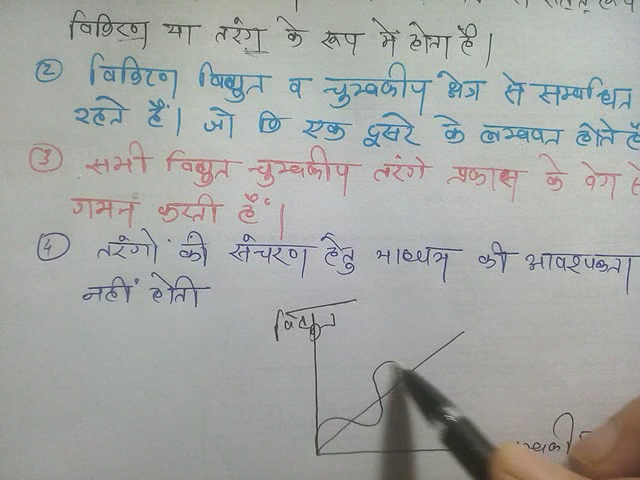 विकिरण या तरंग के रूप में होता है।
② विकिरण विद्युत व चुम्बकीय क्षेत्र से सम्बन्धित
रहते हैं। जो कि एक दूसरे के लम्बवत होते हैं
③ सभी विद्युत चुम्बकीय तरंगे प्रकाश के वेग से
गमन करती हैं।
④ तरंगों की संचरण हेतु माध्यम की आवश्यकता
नहीं होती
विद्युत